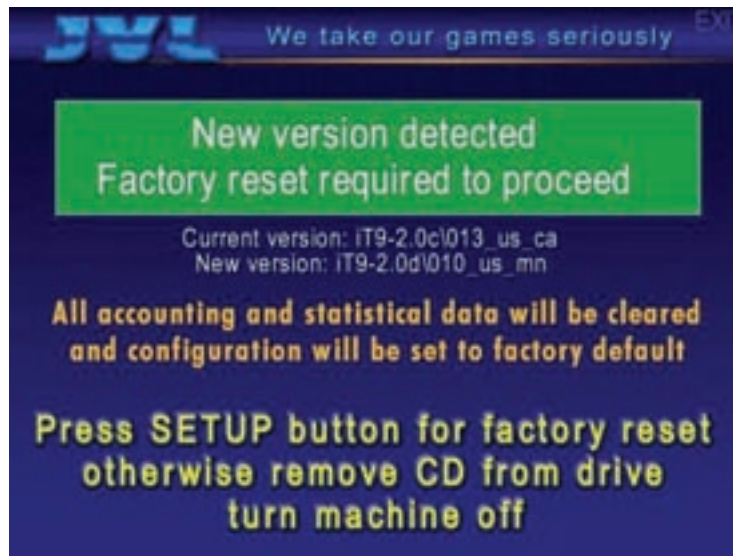 JVL We take our games seriously
New version detected
Factory reset required to proceed
Current version: iT9-2.0c\013_us_ca
New version: iT9-2.0d\010_us_mn
All accounting and statistical data will be cleared
and configuration will be set to factory default
Press SETUP button for factory reset
otherwise remove CD from drive
turn machine off